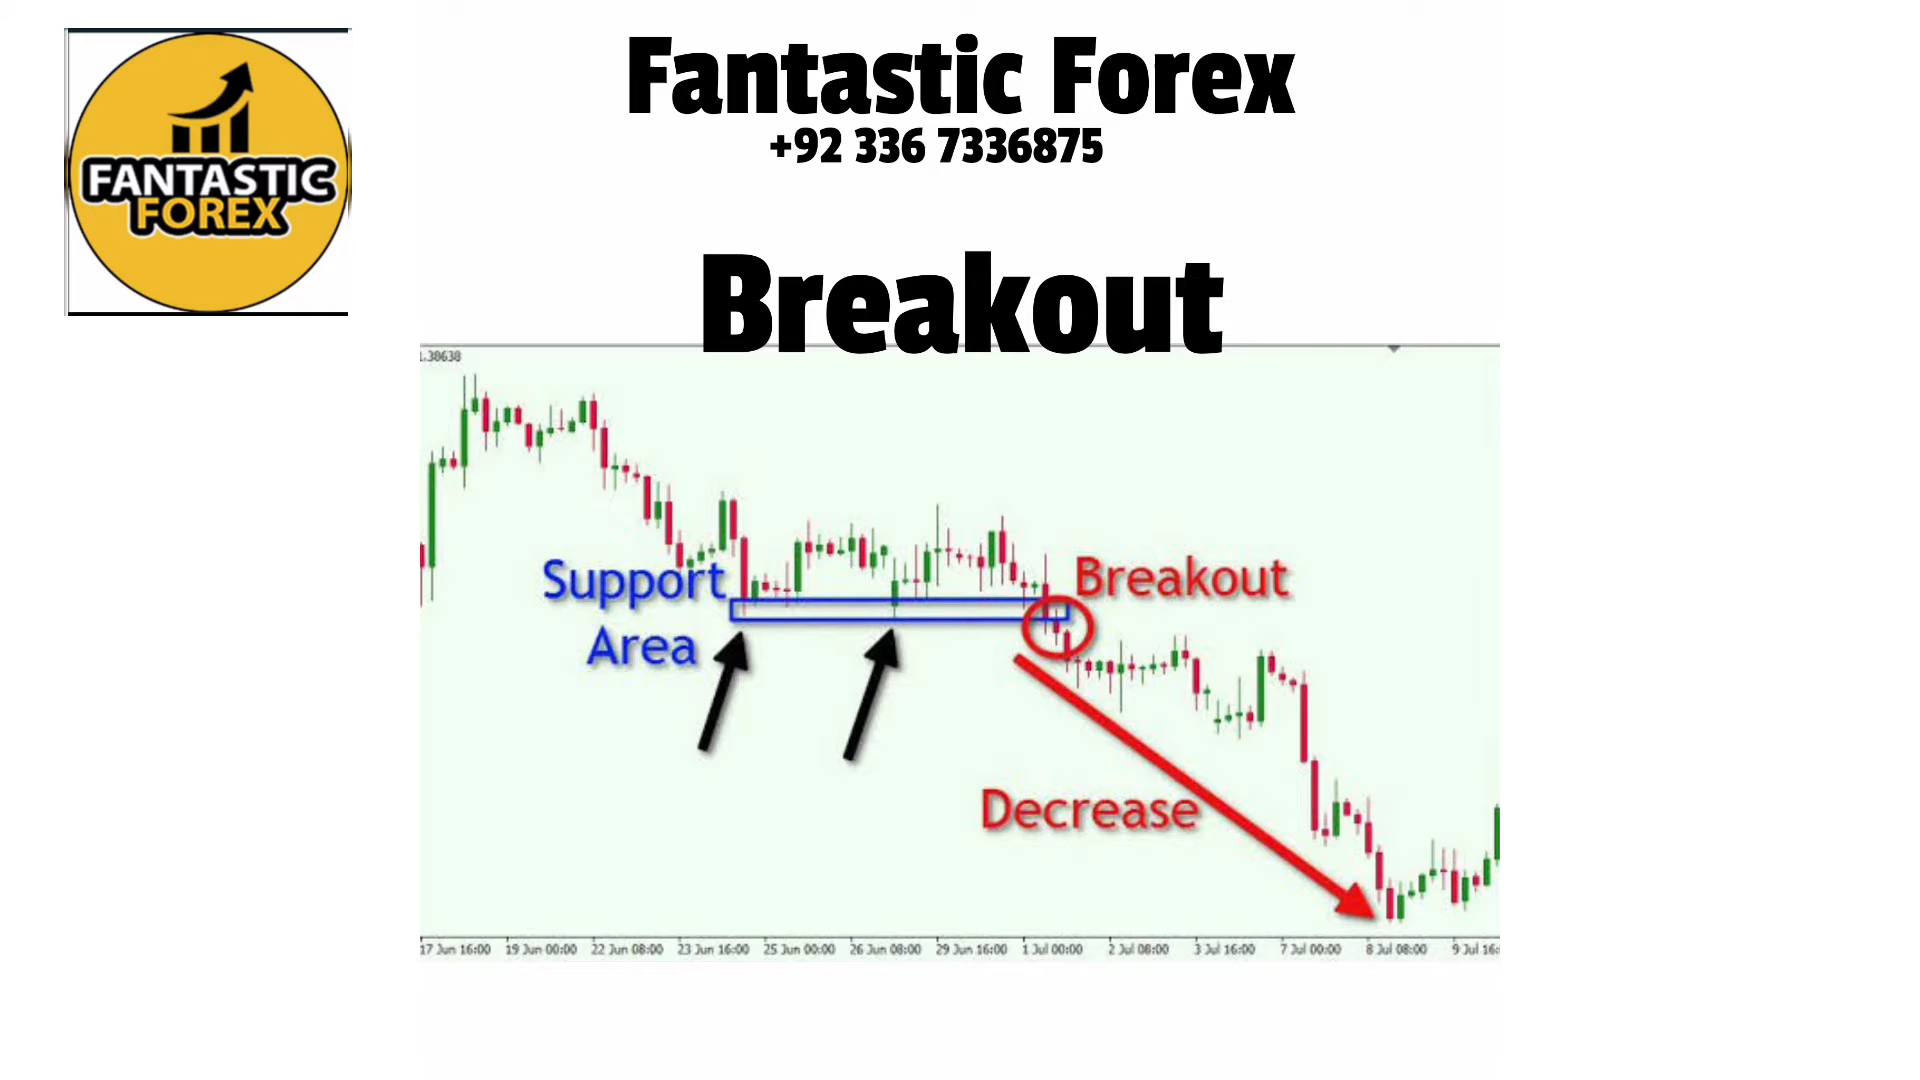 FANTASTIC
FOREX
Fantastic Forex
+92 336 7336875
Breakout
1.38638
Support
Area
Breakout
Decrease
17 Jun 16:00 19 Jun 00:00 22 Jun 08:00 23 Jun 16:00 25 Jun 00:00 26 Jun 08:00 29 Jun 16:00 1 Jul 00:00 2 Jul 08:00 3 Jul 16:00 7 Jul 00:00 8 Jul 08:00 9 Jul 16: